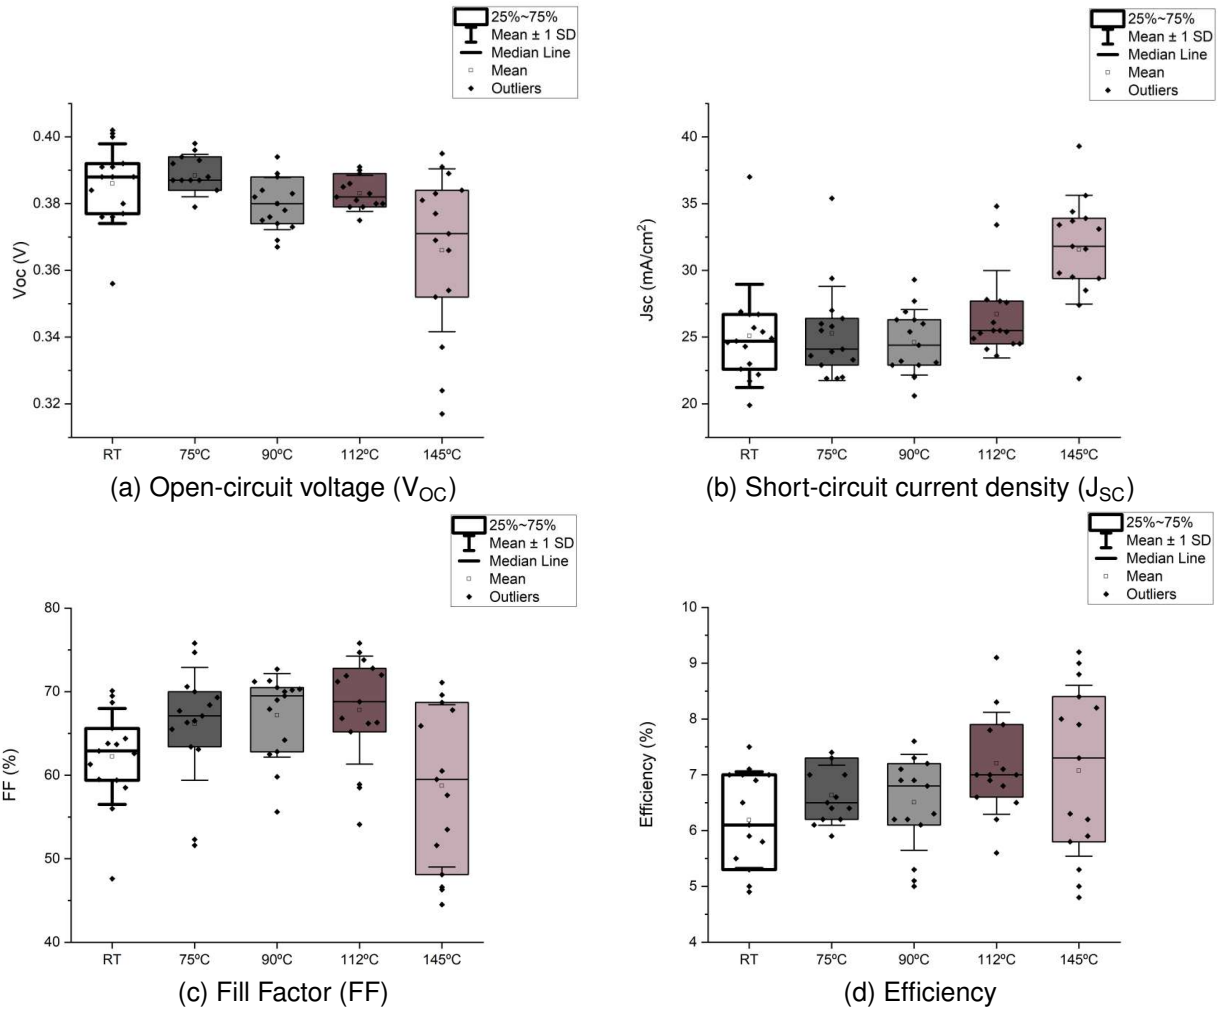 25%~75%
Mean ± 1 SD
Median Line
Mean
Outliers
25%~75%
Mean ± 1 SD
Median Line
Mean
Outliers
Voc (V)
0.40
0.38
0.36
0.34
0.32
RT 75ºC 90ºC 112ºC 145ºC
(a) Open-circuit voltage (VOC)
Jsc (mA/cm²)
40
35
30
25
20
RT 75ºC 90ºC 112ºC 145ºC
(b) Short-circuit current density (JSC)
25%~75%
Mean ± 1 SD
Median Line
Mean
Outliers
25%~75%
Mean ± 1 SD
Median Line
Mean
Outliers
FF (%)
80
70
60
50
40
RT 75ºC 90ºC 112ºC 145ºC
(c) Fill Factor (FF)
Efficiency (%)
10
9
8
7
6
5
4
RT 75ºC 90ºC 112ºC 145ºC
(d) Efficiency